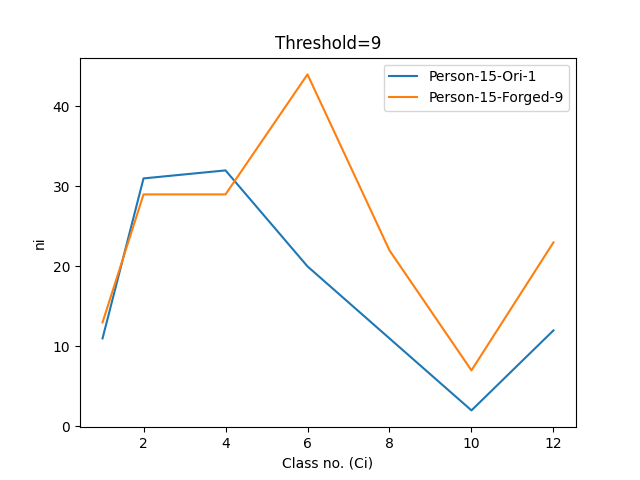 Threshold=9
Person-15-Ori-1
Person-15-Forged-9
ni
40
30
20
10
0
2 4 6 8 10 12
Class no. (Ci)